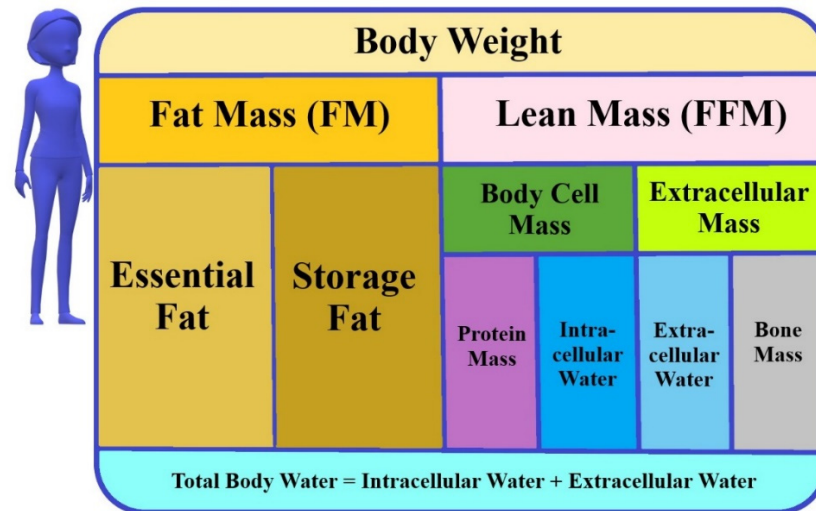 Body Weight
Fat Mass (FM)
Lean Mass (FFM)
Essential
Fat
Storage
Fat
Body Cell
Mass
Extracellular
Mass
Protein
Mass
Intra-
cellular
Water
Extra-
cellular
Water
Bone
Mass
Total Body Water = Intracellular Water + Extracellular Water